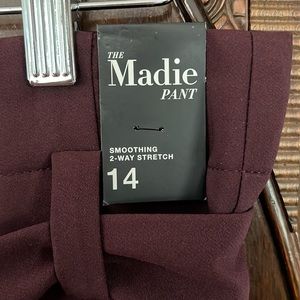 THE
Madie
PANT
SMOOTHING
2-WAY STRETCH
14